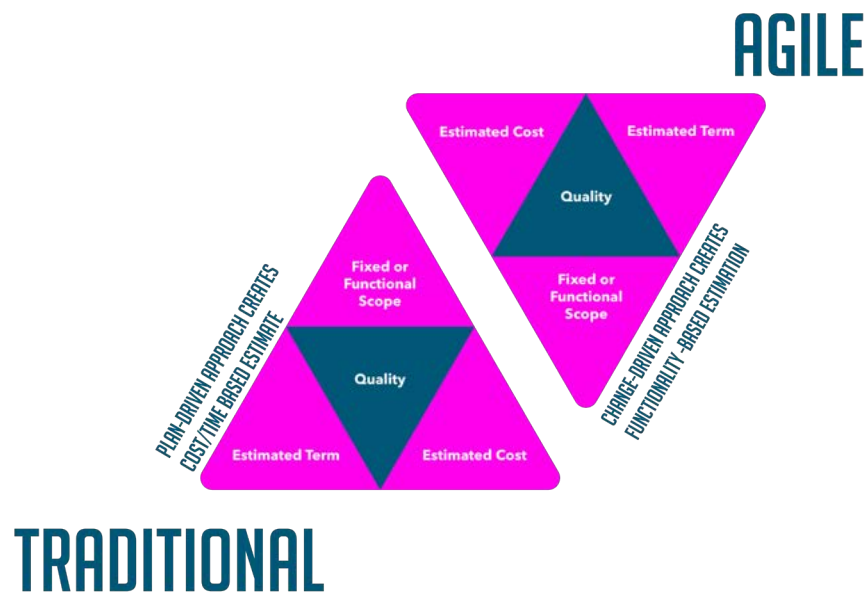 AGILE
Estimated Cost
Estimated Term
Quality
Fixed or
Functional
Scope
CHANGE-DRIVEN APPROACH CREATES
FUNCTIONALITY -BASED ESTIMATION
PLAN-DRIVEN APPROACH CREATES
COST/TIME BASED ESTIMATE
Fixed or
Functional
Scope
Quality
Estimated Term
Estimated Cost
TRADITIONAL